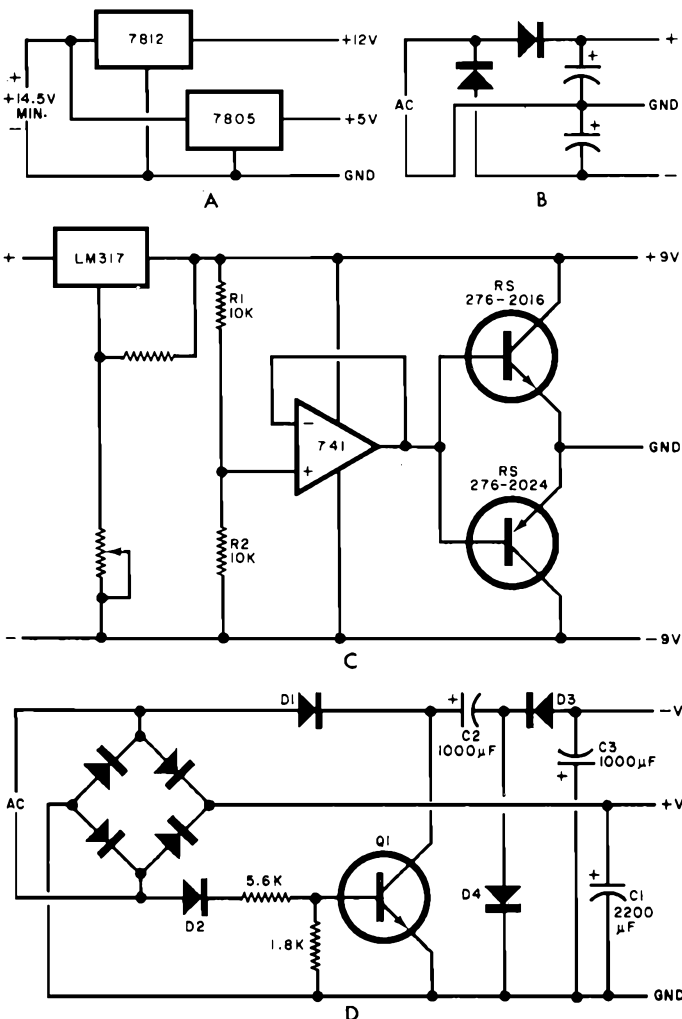 7812
+12V
+
+14.5V
MIN.
-
7805
+5V
GND
A
+
+
AC
GND
+
-
B
+
LM317
+9V
R1
10K
RS
276-2016
-
741
+
GND
RS
276-2024
R2
10K
-
-9V
C
D1
+
C2
1000µF
D3
-V
C3
1000µF
+
AC
+V
Q1
5.6K
D2
1.8K
D4
+
C1
2200
µF
GND
D